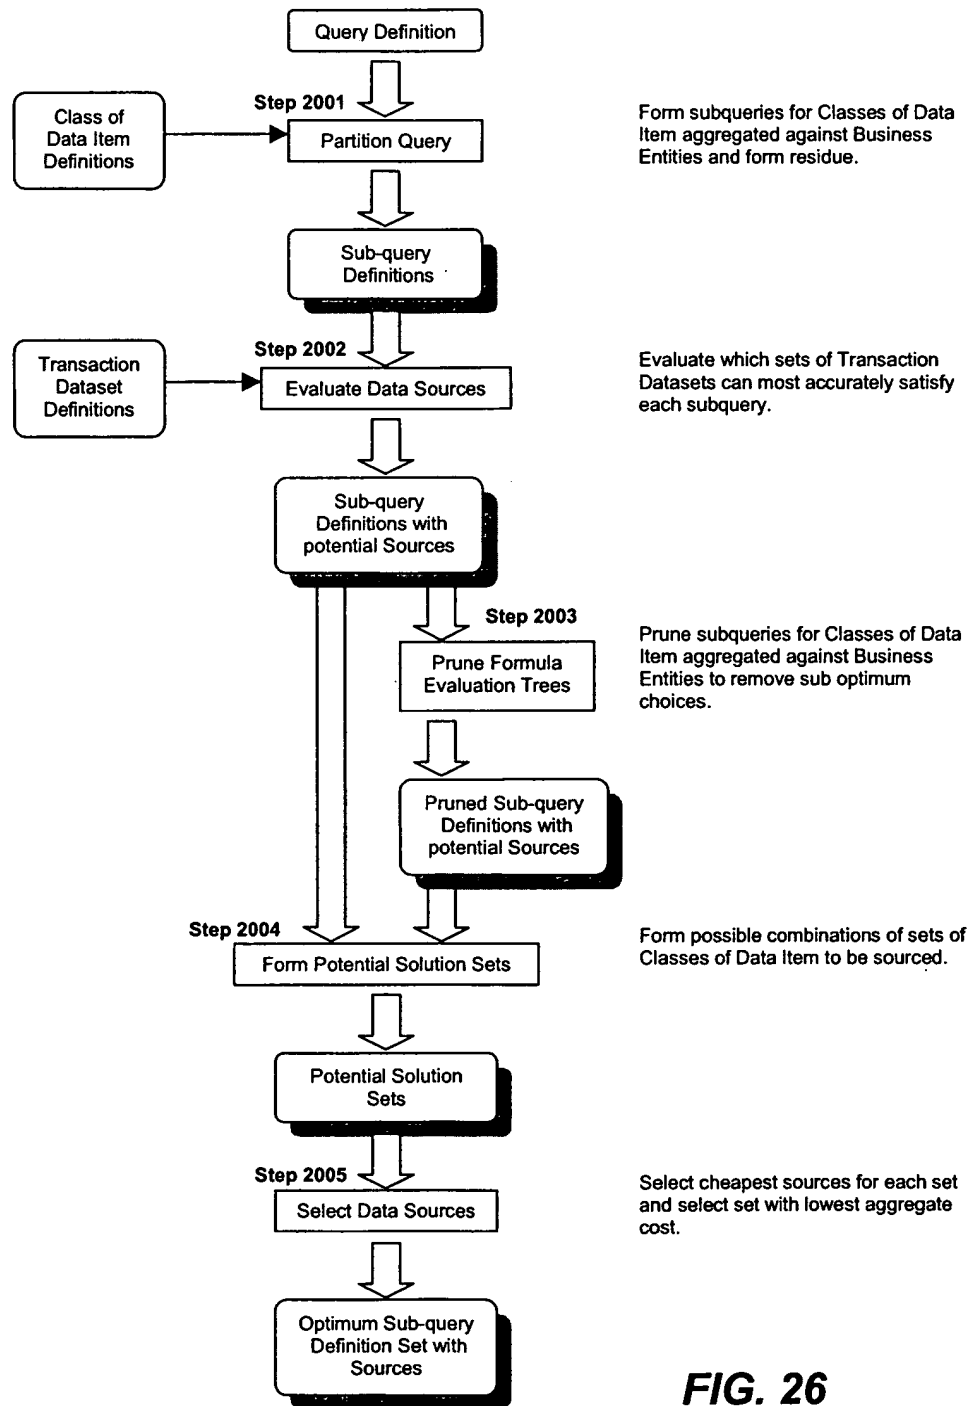 Query Definition
Step 2001
Class of
Data Item
Definitions
Partition Query
Form subqueries for Classes of Data
Item aggregated against Business
Entities and form residue.
Sub-query
Definitions
Step 2002
Transaction
Dataset
Definitions
Evaluate Data Sources
Evaluate which sets of Transaction
Datasets can most accurately satisfy
each subquery.
Sub-query
Definitions with
potential Sources
Step 2003
Prune Formula
Evaluation Trees
Prune subqueries for Classes of Data
Item aggregated against Business
Entities to remove sub optimum
choices.
Pruned Sub-query
Definitions with
potential Sources
Step 2004
Form Potential Solution Sets
Form possible combinations of sets of
Classes of Data Item to be sourced.
Potential Solution
Sets
Step 2005
Select Data Sources
Select cheapest sources for each set
and select set with lowest aggregate
cost.
Optimum Sub-query
Definition Set with
Sources
FIG. 26